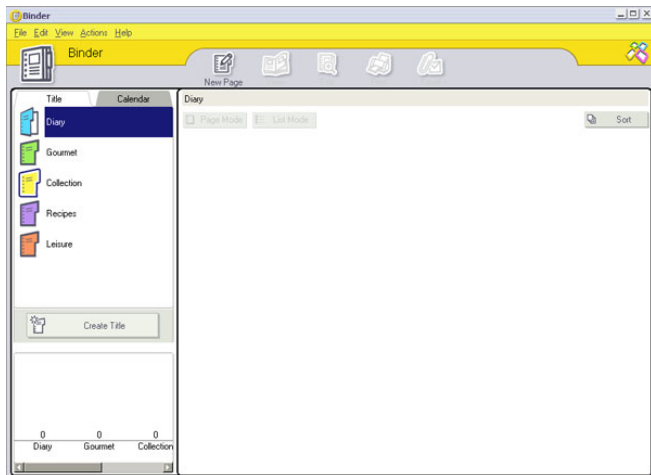 Binder
File Edit View Actions Help
Binder
New Page
Title Calendar
Diary
Diary
Page Mode List Mode Sort
Gourmet
Collection
Recipes
Leisure
Create Title
0 0 0
Diary Gourmet Collection